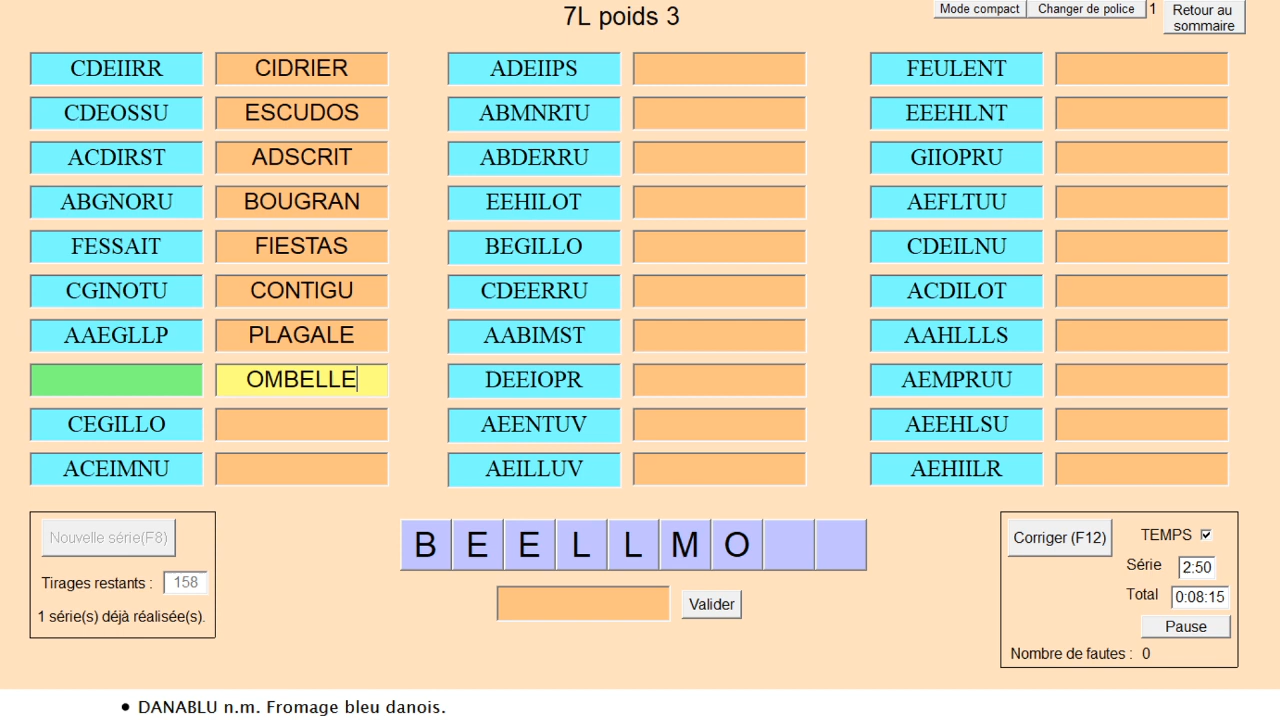 7L poids 3
Mode compact Changer de police 1 Retour au sommaire
CDEIIRR CIDRIER ADEIIPS FEULENT
CDEOSSU ESCUDOS ABMNRTU EEEHLNT
ACDIRST ADSCRIT ABDERRU GIIOPRU
ABGNORU BOUGRAN EEHILOT AEFLTUU
FESSAIT FIESTAS BEGILLO CDEILNU
CGINOTU CONTIGU CDEERRU ACDILOT
AAEGLLP PLAGALE AABIMST AAHLLLS
OMBELLE DEEIOPR AEMPRUU
CEGILLO AEENTUV AEEHLSU
ACEIMNU AEILLUV AEHIILR
Nouvelle série(F8)
Tirages restants : 158
1 série(s) déjà réalisée(s).
B E E L L M O
Valider
Corriger (F12) TEMPS
Série 2:50
Total 0:08:15
Pause
Nombre de fautes : 0
• DANABLU n.m. Fromage bleu danois.